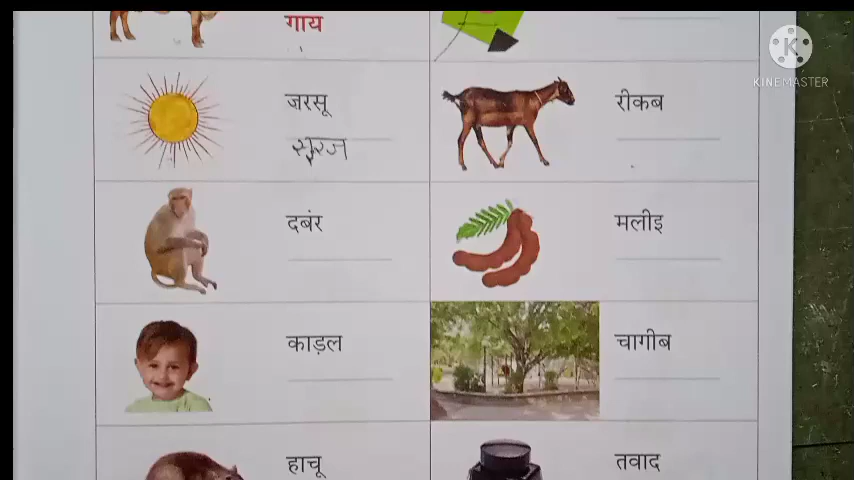 गाय
जरसू
सूरज
रीकब
KINEMASTER
दबंर
मलीइ
काड़ल
चागीब
हाचू
तवाद